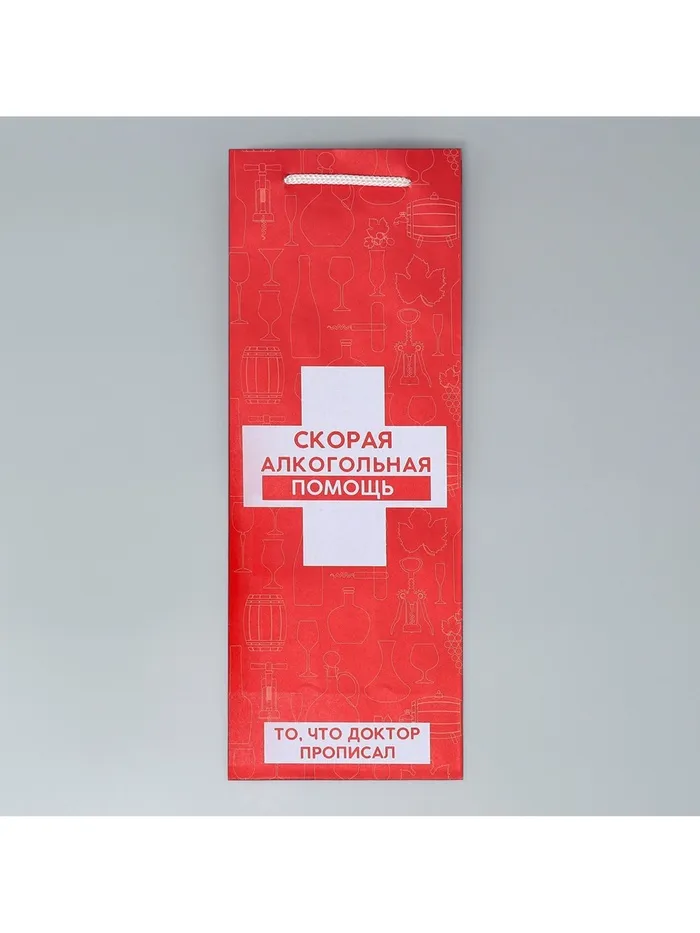 СКОРАЯ
АЛКОГОЛЬНАЯ
ПОМОЩЬ
ТО, ЧТО ДОКТОР
ПРОПИСАЛ